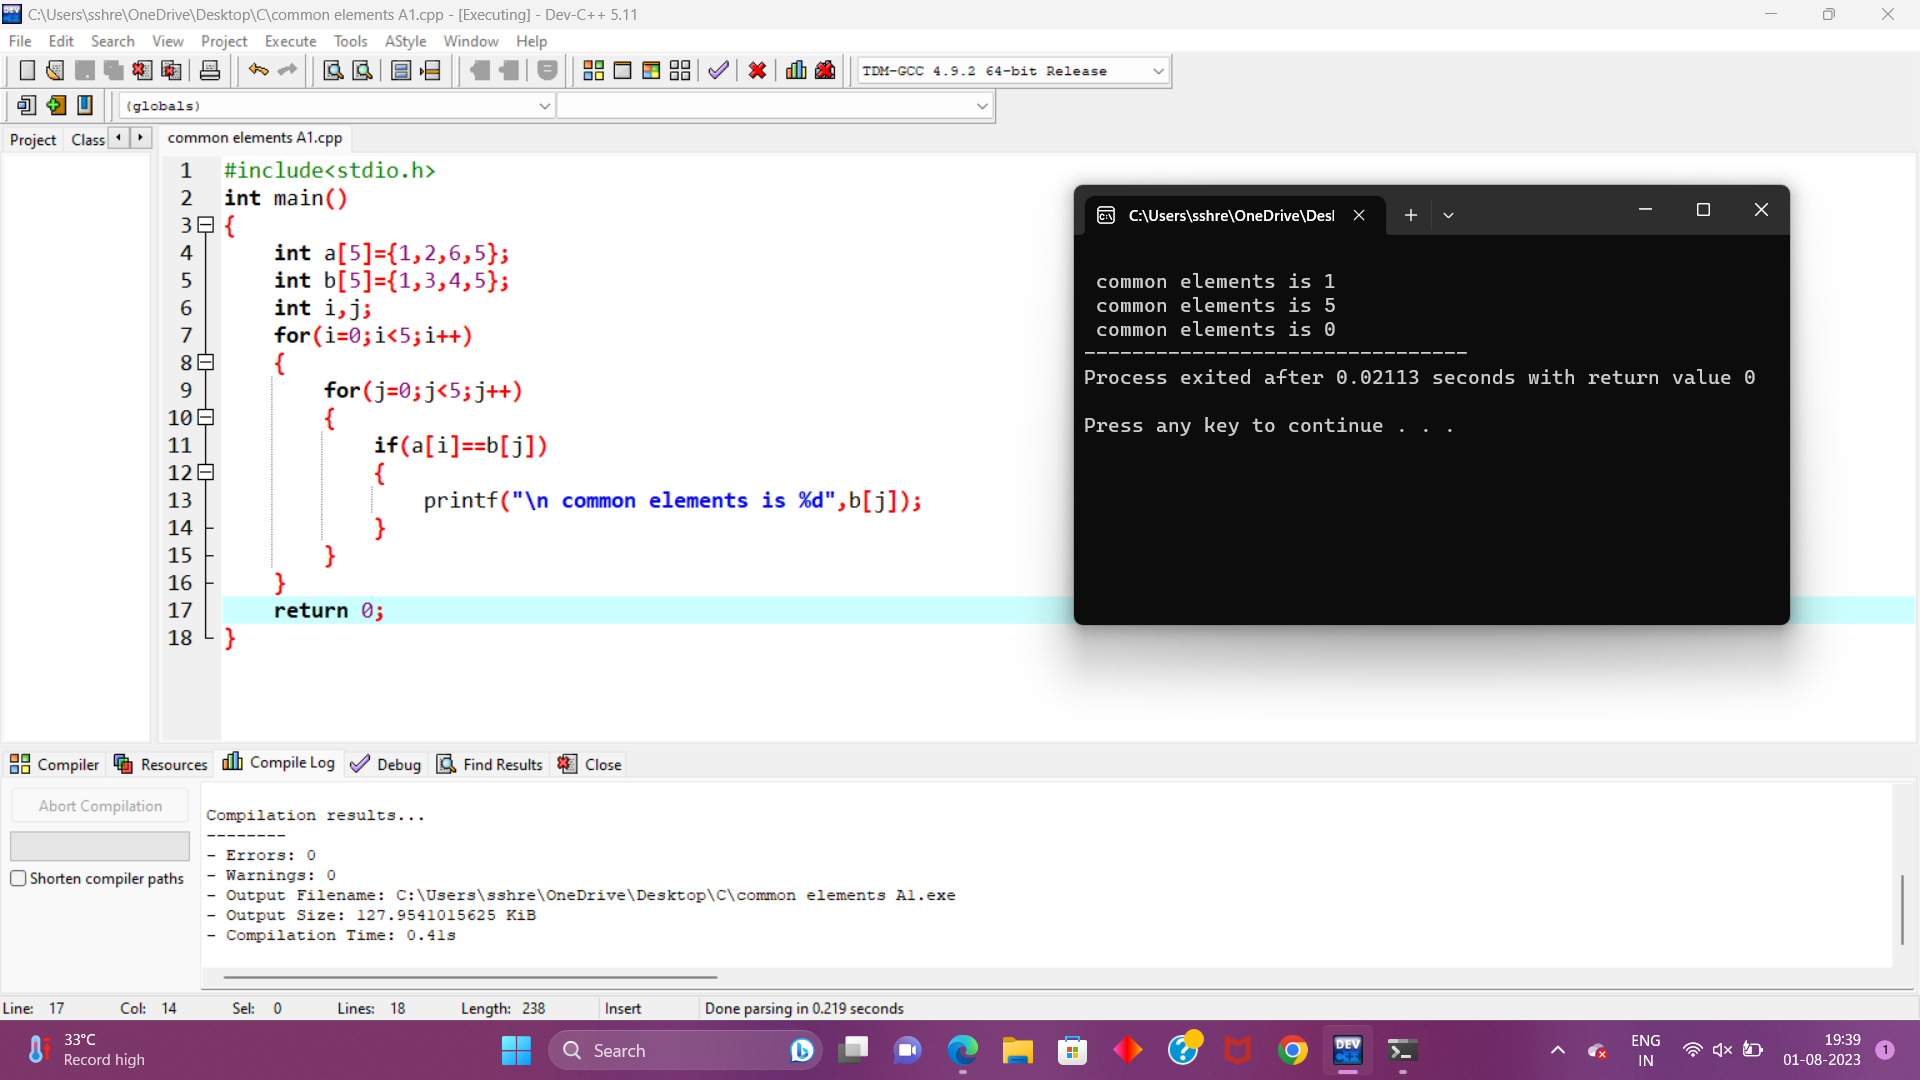 C:\Users\sshre\OneDrive\Desktop\C\common elements A1.cpp - [Executing] - Dev-C++ 5.11
File Edit Search View Project Execute Tools AStyle Window Help
TDM-GCC 4.9.2 64-bit Release
(globals)
Project Class
common elements A1.cpp
1 #include<stdio.h>
2 int main()
3 {
4 int a[5]={1,2,6,5};
5 int b[5]={1,3,4,5};
6 int i,j;
7 for(i=0;i<5;i++)
8 {
9 for(j=0;j<5;j++)
10 {
11 if(a[i]==b[j])
12 {
13 printf("\n common elements is %d",b[j]);
14 }
15 }
16 }
17 return 0;
18 }
C:\Users\sshre\OneDrive\Desl
common elements is 1
common elements is 5
common elements is 0
--------------------------------
Process exited after 0.02113 seconds with return value 0
Press any key to continue . . .
Compiler Resources Compile Log Debug Find Results Close
Abort Compilation
Shorten compiler paths
Compilation results...
--------
- Errors: 0
- Warnings: 0
- Output Filename: C:\Users\sshre\OneDrive\Desktop\C\common elements A1.exe
- Output Size: 127.9541015625 KiB
- Compilation Time: 0.41s
Line: 17 Col: 14 Sel: 0 Lines: 18 Length: 238 Insert Done parsing in 0.219 seconds
33°C
Record high
Search
DEV
C++
ENG
IN
19:39
01-08-2023
1